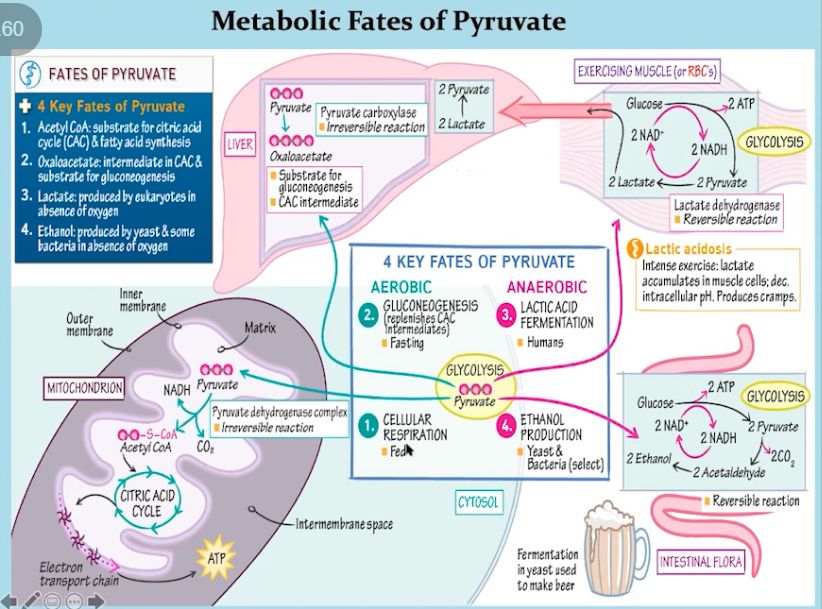 60
Metabolic Fates of Pyruvate
FATES OF PYRUVATE
4 Key Fates of Pyruvate
1. Acetyl CoA: substrate for citric acid
cycle (CAC) & fatty acid synthesis
2. Oxaloacetate: intermediate in CAC &
substrate for gluconeogenesis
3. Lactate: produced by eukaryotes in
absence of oxygen
4. Ethanol: produced by yeast & some
bacteria in absence of oxygen
LIVER
Pyruvate
Pyruvate carboxylase
Irreversible reaction
Oxaloacetate
Substrate for
gluconeogenesis
CAC intermediate
2 Pyruvate
2 Lactate
EXERCISING MUSCLE (or RBC's)
Glucose
2 ATP
2 NAD+
2 NADH
GLYCOLYSIS
2 Lactate
2 Pyruvate
Lactate dehydrogenase
Reversible reaction
Lactic acidosis
Intense exercise: lactate
accumulates in muscle cells; dec.
intracellular pH. Produces cramps.
4 KEY FATES OF PYRUVATE
AEROBIC
ANAEROBIC
2. GLUCONEOGENESIS
(replenishes CAC
intermediates)
Fasting
3. LACTIC ACID
FERMENTATION
Humans
GLYCOLYSIS
Pyruvate
1. CELLULAR
RESPIRATION
Fed
4. ETHANOL
PRODUCTION
Yeast &
Bacteria (select)
CYTOSOL
Inner
membrane
Outer
membrane
Matrix
MITOCHONDRION
NADH
Pyruvate
Pyruvate dehydrogenase complex
Irreversible reaction
S-CoA
Acetyl CoA
CO2
CITRIC ACID
CYCLE
Intermembrane space
Electron
transport chain
ATP
Glucose
2 ATP
GLYCOLYSIS
2 NAD+
2 NADH
2 Pyruvate
2CO2
2 Ethanol
2 Acetaldehyde
Reversible reaction
INTESTINAL FLORA
Fermentation
in yeast used
to make beer